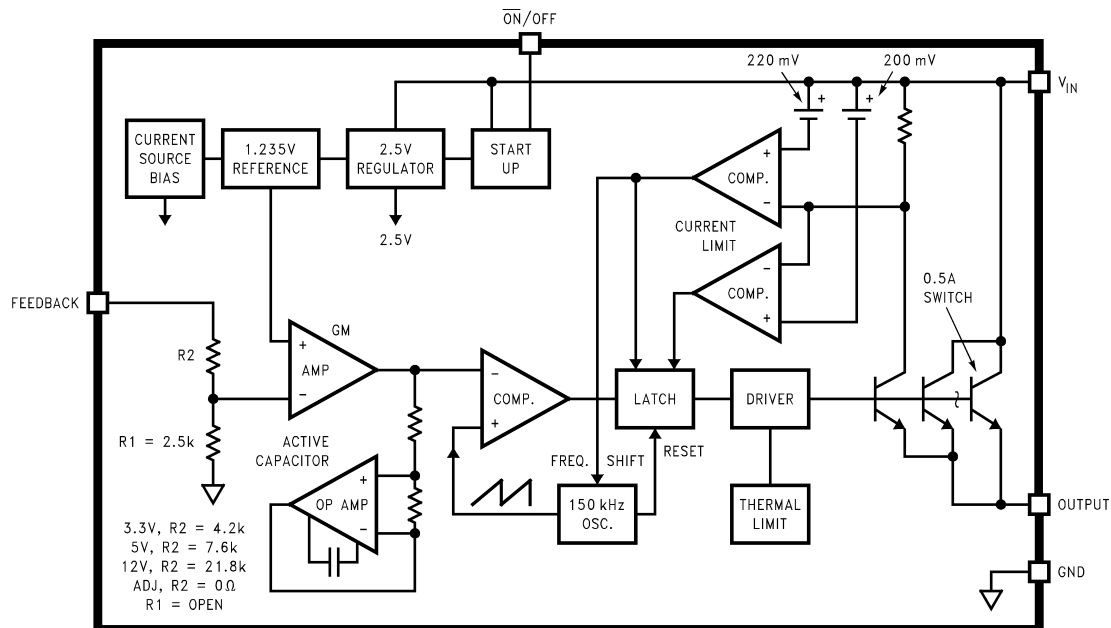 ON/OFF
220 mV
200 mV
VIN
CURRENT
SOURCE
BIAS
1.235V
REFERENCE
2.5V
REGULATOR
START
UP
+
+
+
COMP.
−
2.5V
CURRENT
LIMIT
−
COMP.
+
0.5A
SWITCH
FEEDBACK
R2
GM
+
AMP
−
−
COMP.
+
LATCH
DRIVER
R1 = 2.5k
ACTIVE
CAPACITOR
FREQ. SHIFT
RESET
+
OP AMP
−
150 kHz
OSC.
THERMAL
LIMIT
OUTPUT
3.3V, R2 = 4.2k
5V, R2 = 7.6k
12V, R2 = 21.8k
ADJ, R2 = 0Ω
R1 = OPEN
GND